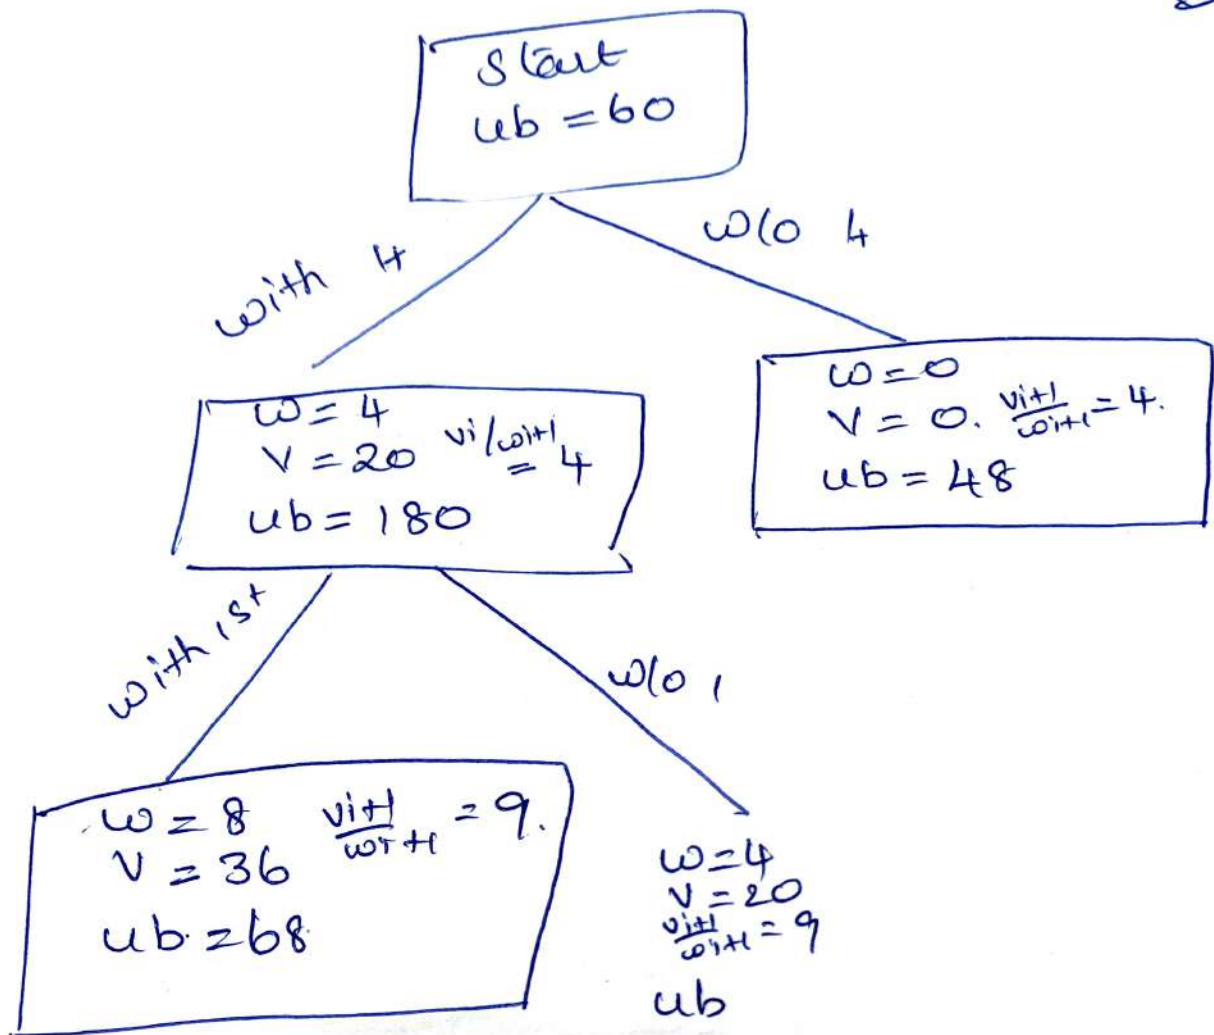 Start
ub = 60
with 4
w/o 4
w = 4
v = 20 vi/wi+1 = 4
ub = 180
w = 0
v = 0. vi+1/wi+1 = 4.
ub = 48
with 1st
w/o 1
w = 8 vi+1/wi+1 = 9.
v = 36
ub = 68
w = 4
v = 20
vi+1/wi+1 = 9
ub